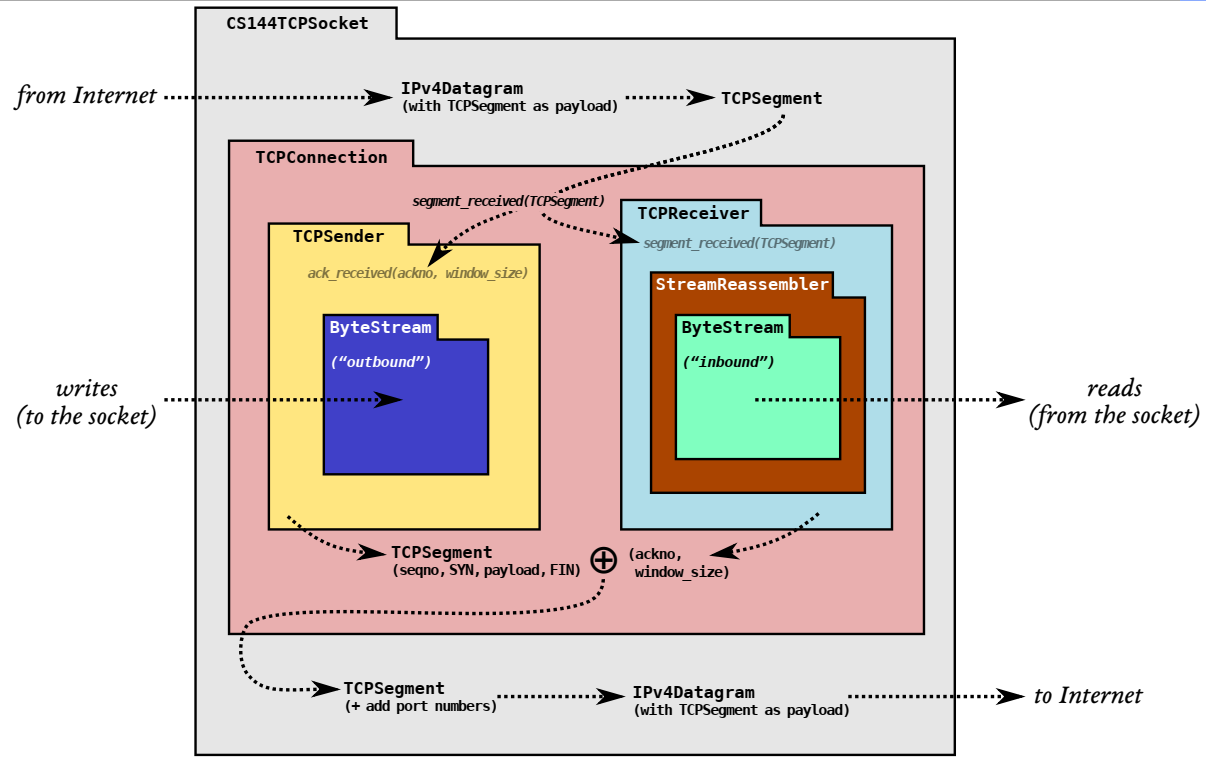 CS144TCPSocket
from Internet
IPv4Datagram
(with TCPSegment as payload)
TCPSegment
TCPConnection
segment_received(TCPSegment)
TCPSender
ack_received(ackno, window_size)
ByteStream
(“outbound”)
TCPReceiver
segment_received(TCPSegment)
StreamReassembler
ByteStream
(“inbound”)
writes
(to the socket)
reads
(from the socket)
TCPSegment
(seqno, SYN, payload, FIN)
(ackno,
window_size)
TCPSegment
(+ add port numbers)
IPv4Datagram
(with TCPSegment as payload)
to Internet